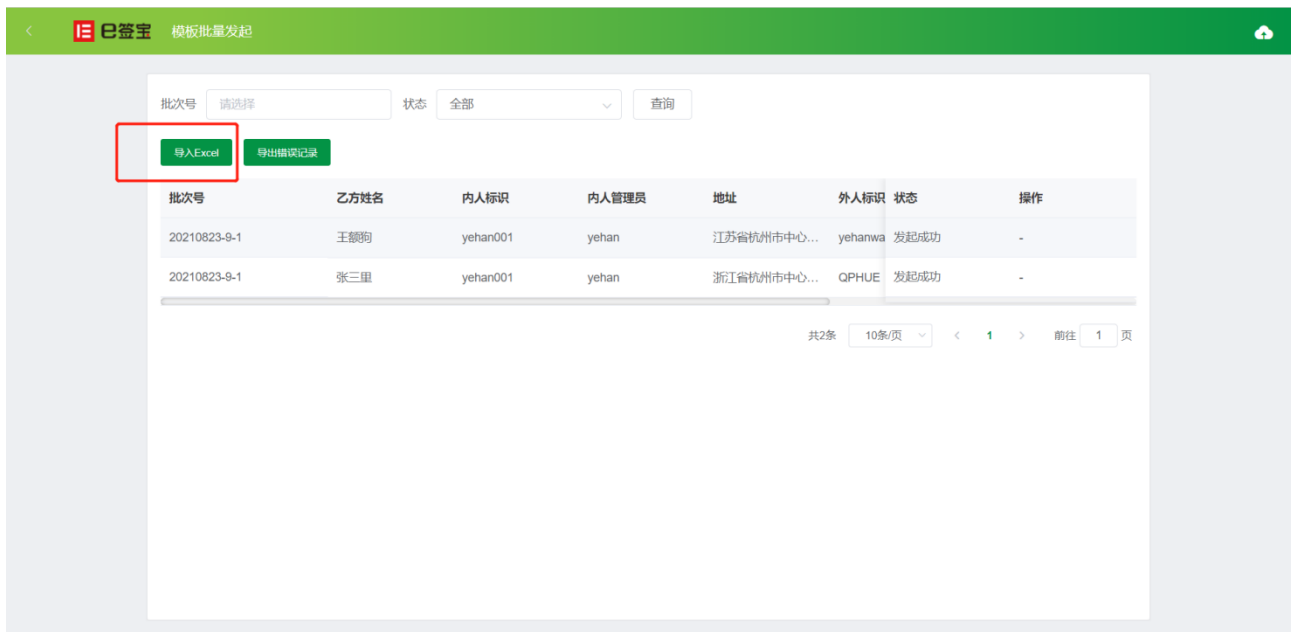 e签宝 模板批量发起
批次号 请选择 状态 全部 查询
导入Excel 导出错误记录
批次号 乙方姓名 内人标识 内人管理员 地址 外人标识 状态 操作
20210823-9-1 王额狗 yehan001 yehan 江苏省杭州市中心... yehanwa 发起成功 -
20210823-9-1 张三里 yehan001 yehan 浙江省杭州市中心... QPHUE 发起成功 -
共2条 10条/页 < 1 > 前往 1 页